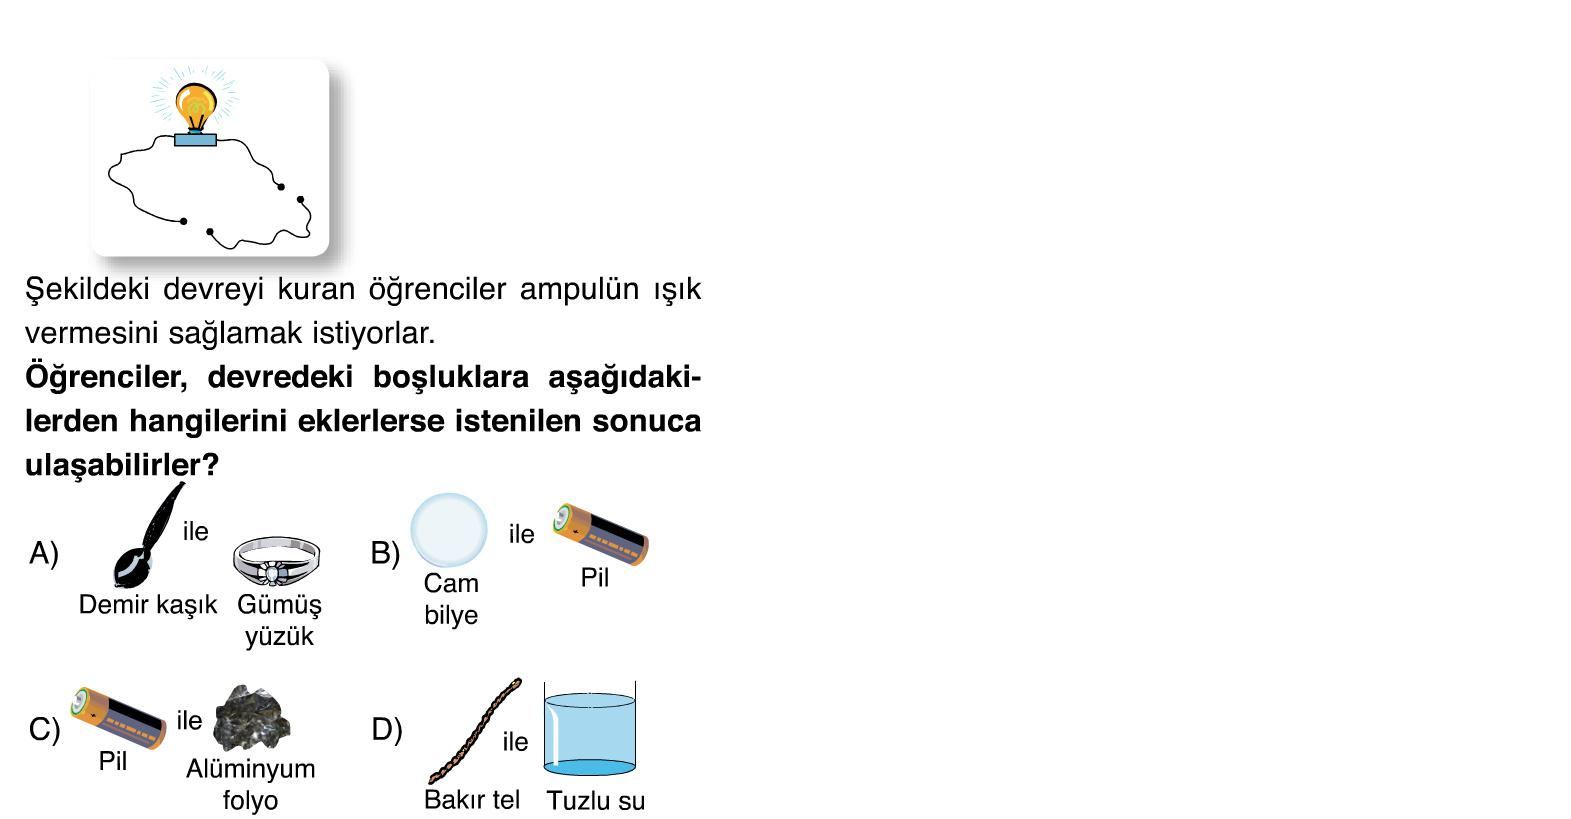 Şekildeki devreyi kuran öğrenciler ampulün ışık
vermesini sağlamak istiyorlar.
Öğrenciler, devredeki boşluklara aşağıdaki-
lerden hangilerini eklerlerse istenilen sonuca
ulaşabilirler?
A)
ile
Demir kaşık
Gümüş
yüzük
B)
ile
Cam
bilye
Pil
C)
ile
Pil
Alüminyum
folyo
D)
ile
Bakır tel
Tuzlu su